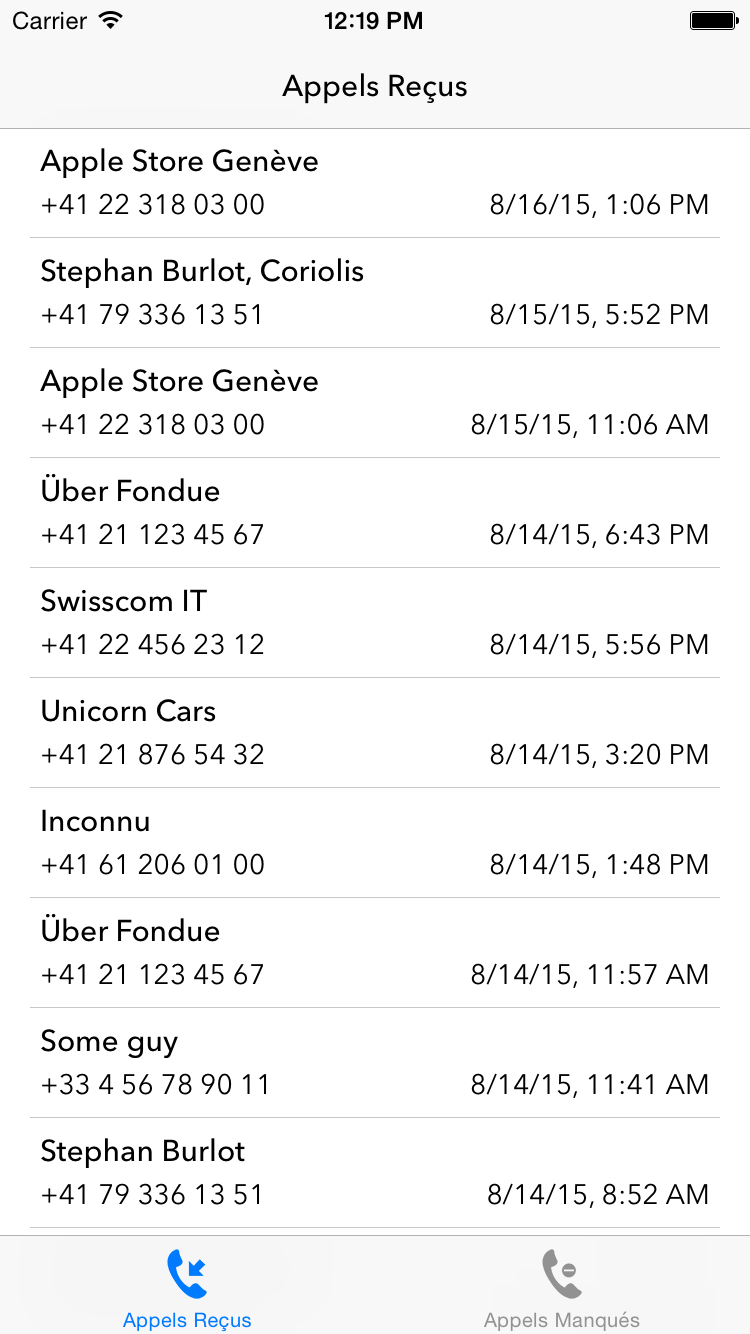 Carrier 12:19 PM
Appels Reçus
Apple Store Genève
+41 22 318 03 00 8/16/15, 1:06 PM
Stephan Burlot, Coriolis
+41 79 336 13 51 8/15/15, 5:52 PM
Apple Store Genève
+41 22 318 03 00 8/15/15, 11:06 AM
Über Fondue
+41 21 123 45 67 8/14/15, 6:43 PM
Swisscom IT
+41 22 456 23 12 8/14/15, 5:56 PM
Unicorn Cars
+41 21 876 54 32 8/14/15, 3:20 PM
Inconnu
+41 61 206 01 00 8/14/15, 1:48 PM
Über Fondue
+41 21 123 45 67 8/14/15, 11:57 AM
Some guy
+33 4 56 78 90 11 8/14/15, 11:41 AM
Stephan Burlot
+41 79 336 13 51 8/14/15, 8:52 AM
Appels Reçus Appels Manqués